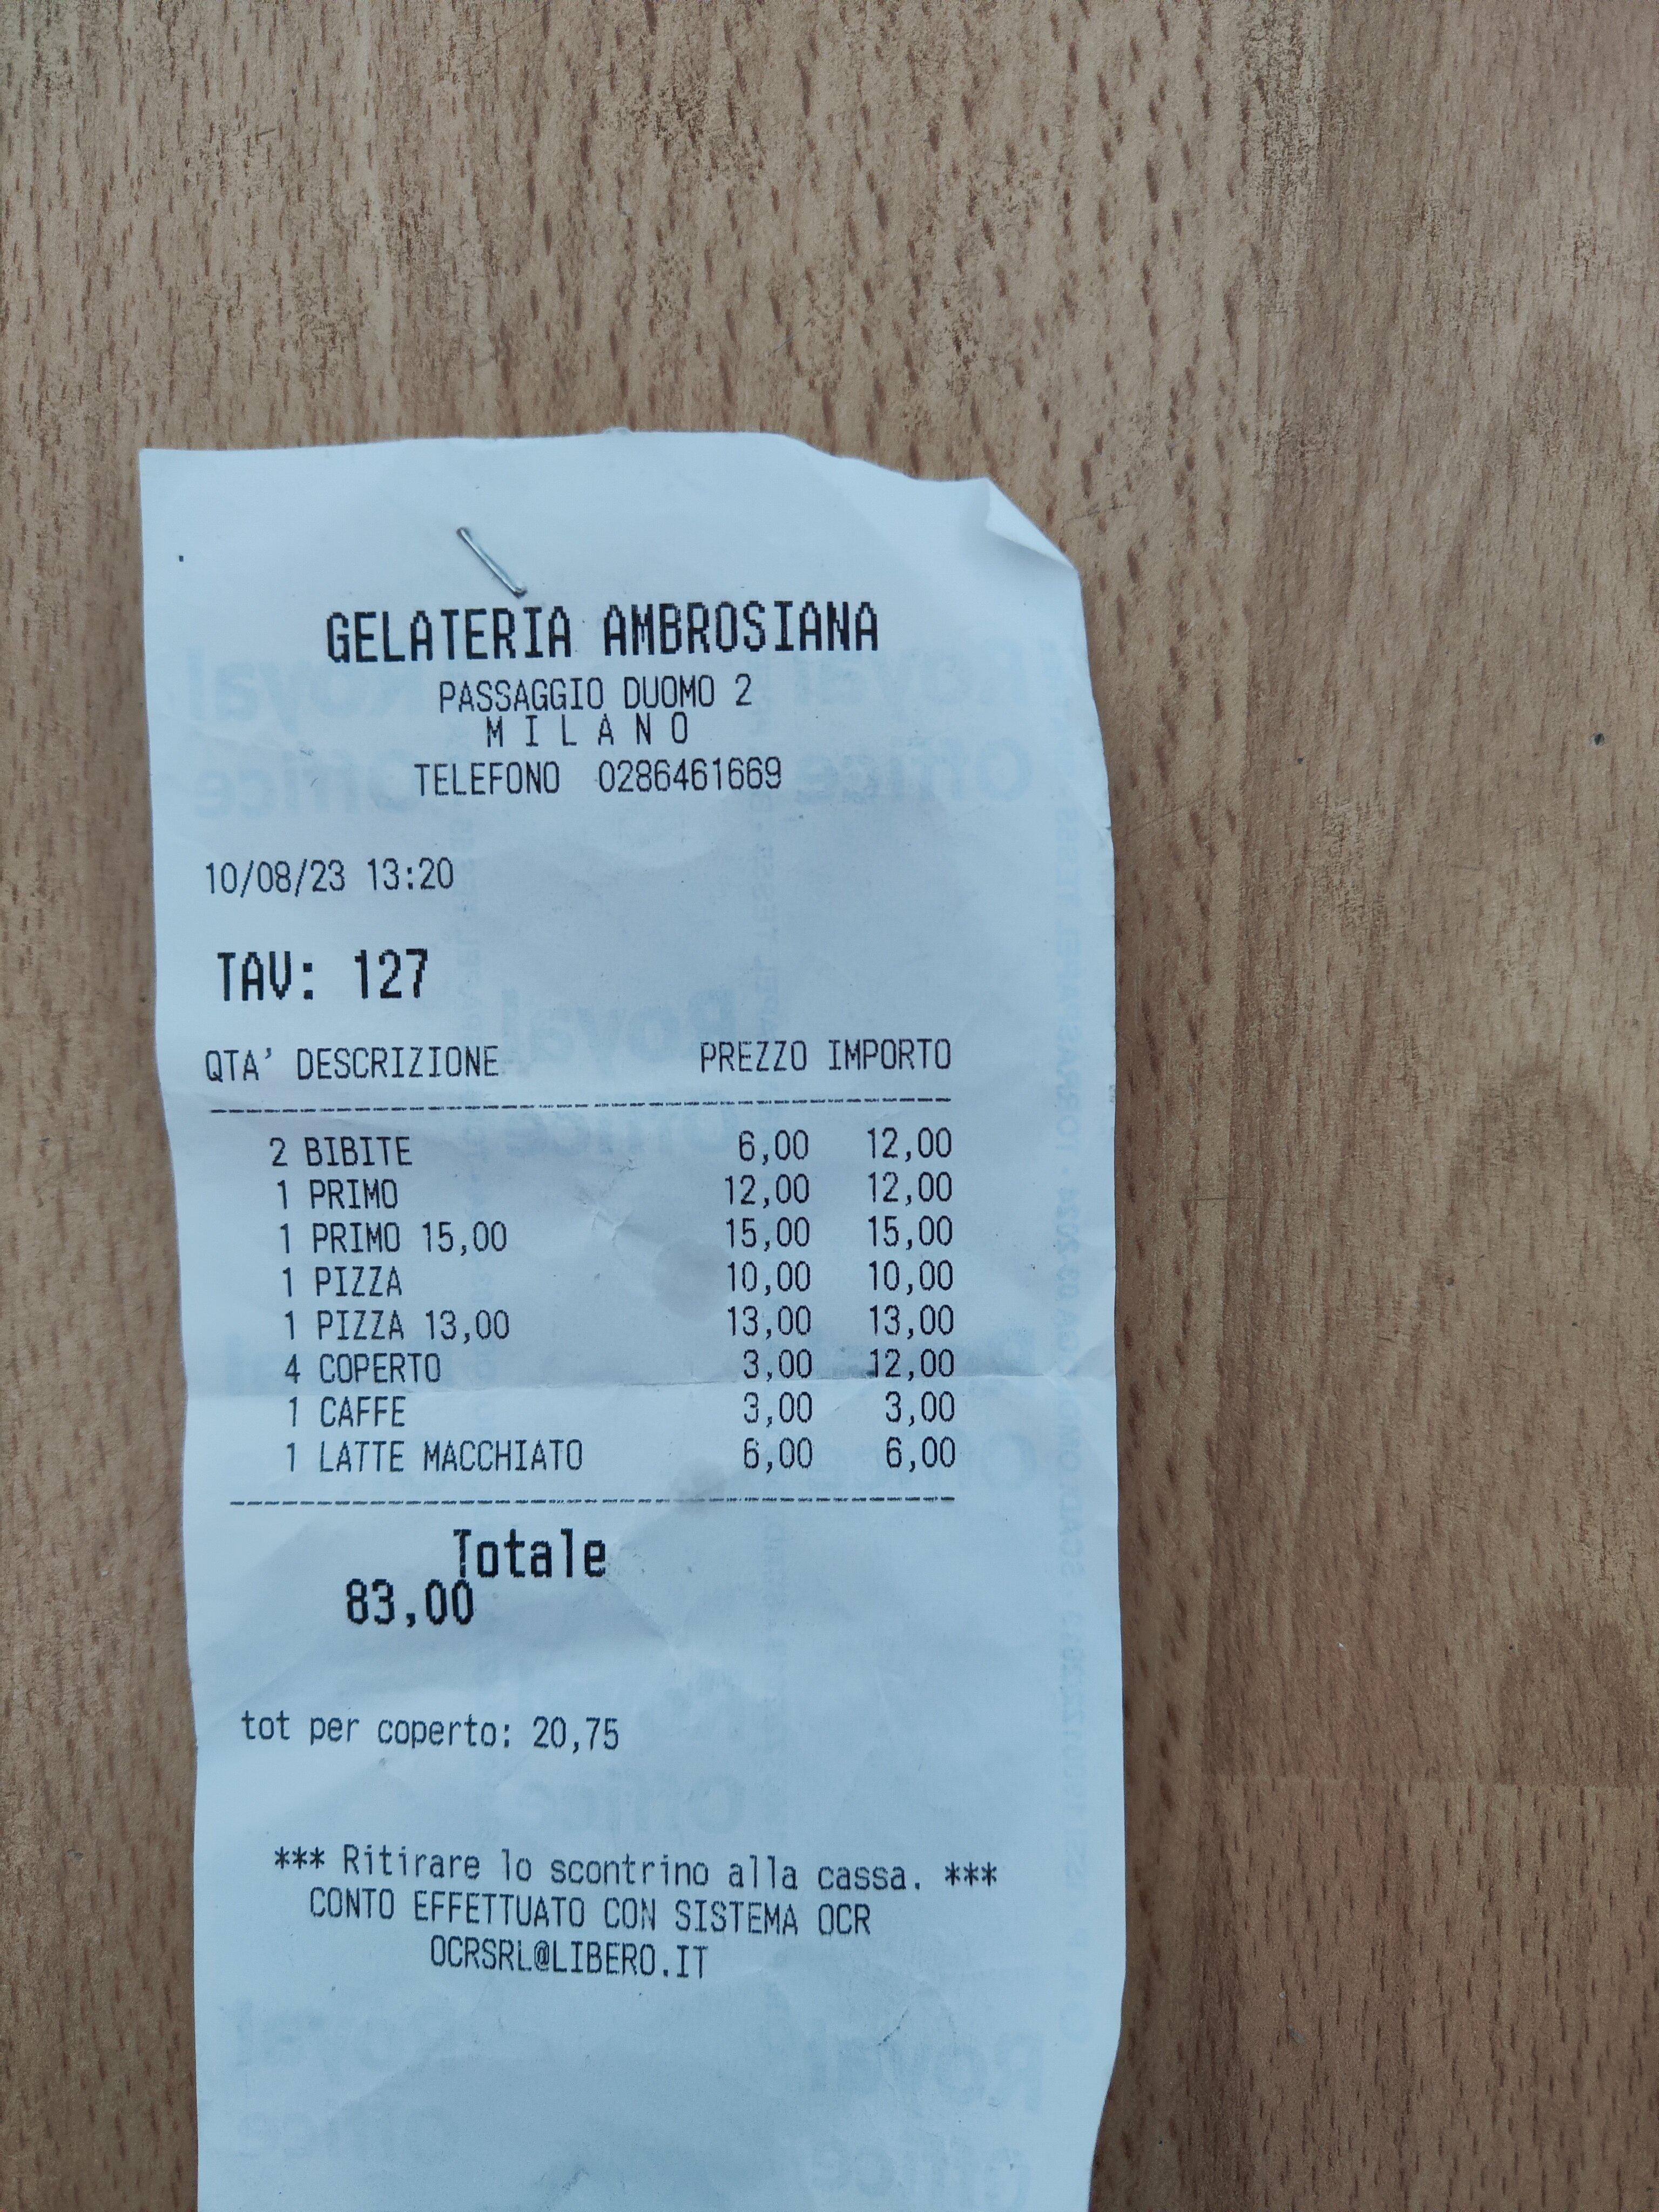 GELATERIA AMBROSIANA
PASSAGGIO DUOMO 2
M I L A N O
TELEFONO 0286461669
10/08/23 13:20
TAV: 127
QTA' DESCRIZIONE PREZZO IMPORTO
2 BIBITE 6,00 12,00
1 PRIMO 12,00 12,00
1 PRIMO 15,00 15,00 15,00
1 PIZZA 10,00 10,00
1 PIZZA 13,00 13,00 13,00
4 COPERTO 3,00 12,00
1 CAFFE 3,00 3,00
1 LATTE MACCHIATO 6,00 6,00
Totale
83,00
tot per coperto: 20,75
*** Ritirare lo scontrino alla cassa. ***
CONTO EFFETTUATO CON SISTEMA OCR
OCRSRL@LIBERO.IT